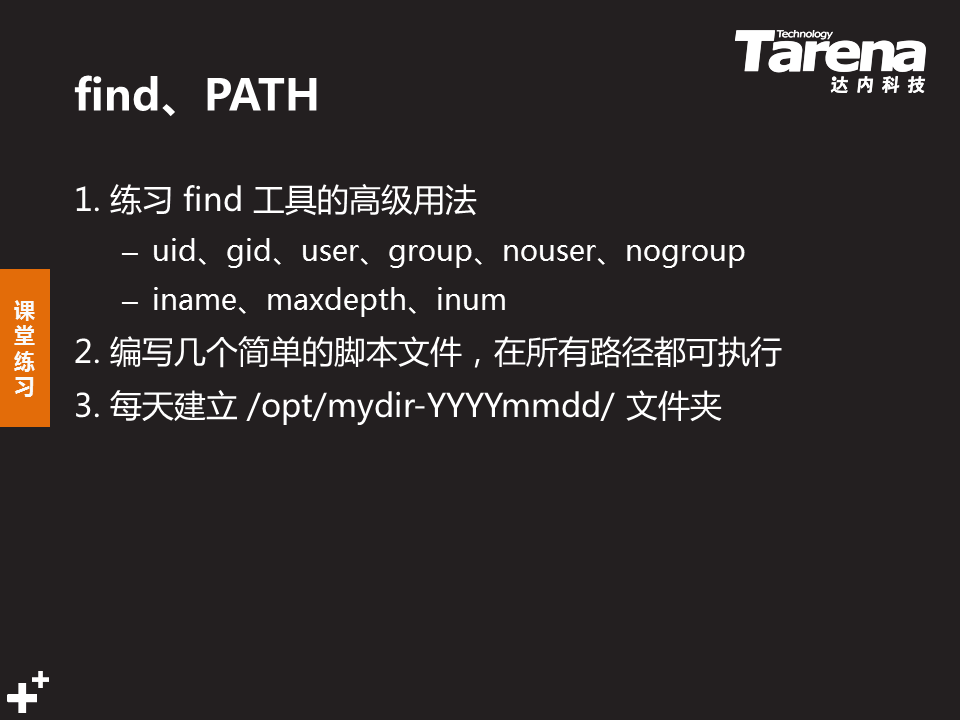 Technology
Tarena
达内科技
find、PATH
1. 练习 find 工具的高级用法
– uid、gid、user、group、nouser、nogroup
– iname、maxdepth、inum
课堂练习
2. 编写几个简单的脚本文件，在所有路径都可执行
3. 每天建立 /opt/mydir-YYYYmmdd/ 文件夹